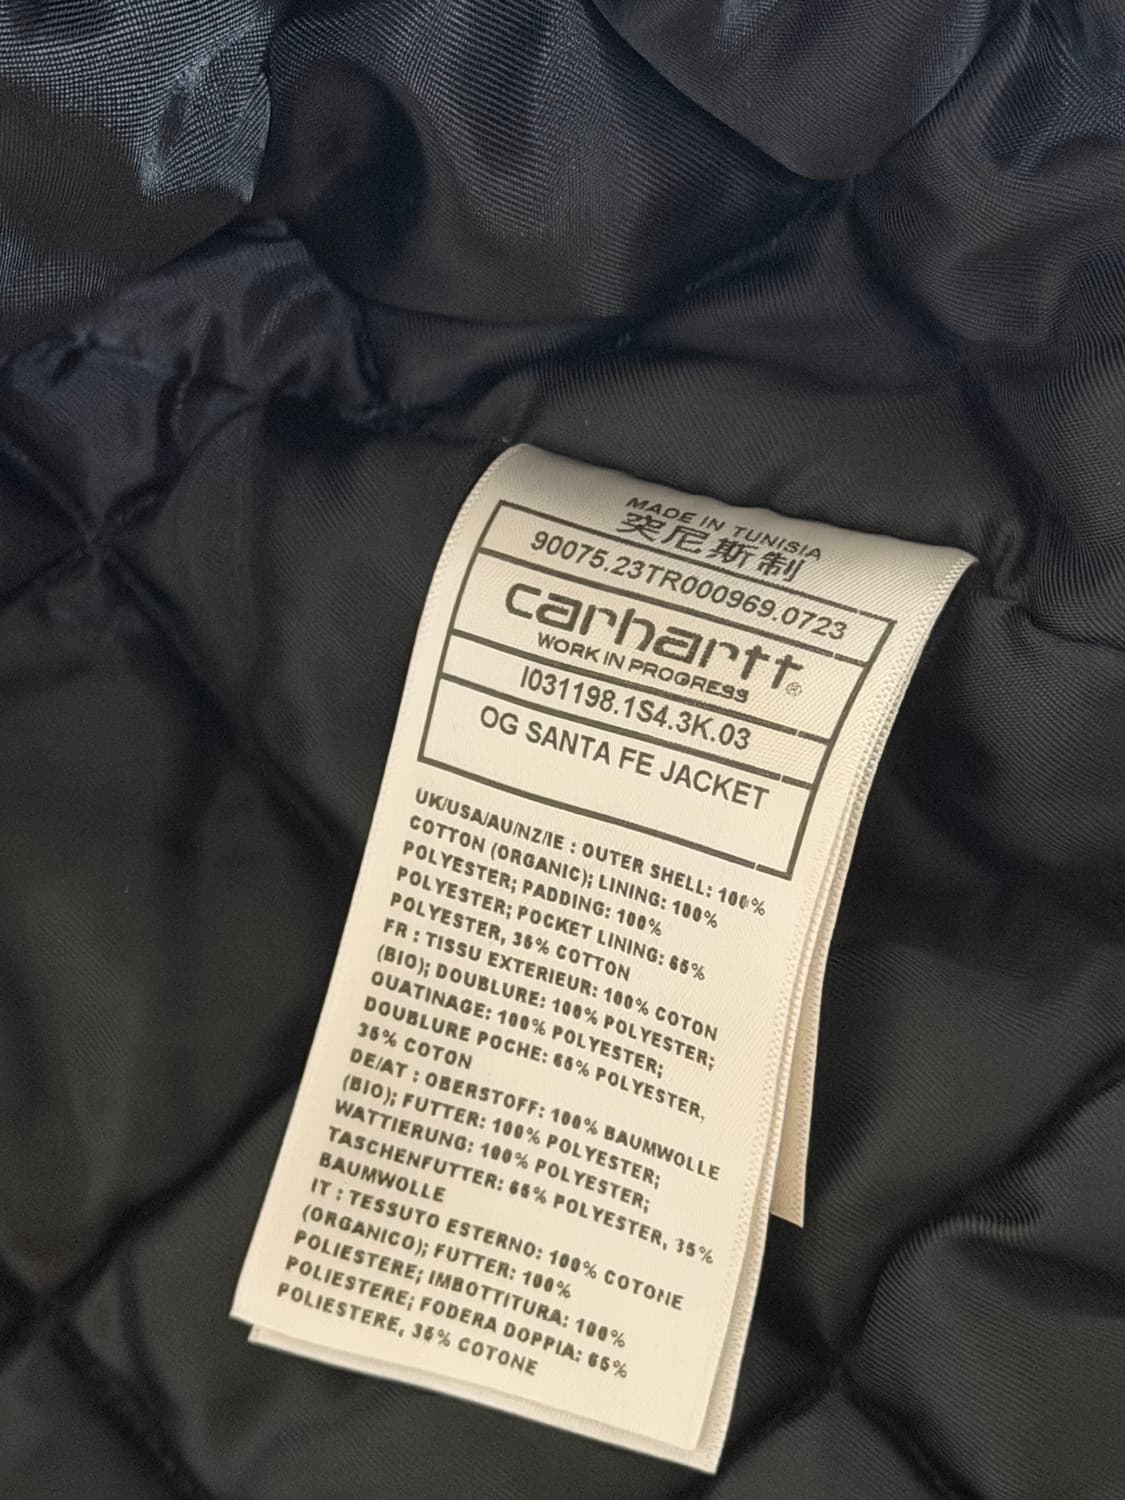 MADE IN TUNISIA
突尼斯制
90075.23TR000969.0723
carhartt®
WORK IN PROGRESS
I031198.1S4.3K.03
OG SANTA FE JACKET
UK/USA/AU/NZ/IE : OUTER SHELL: 100%
COTTON (ORGANIC); LINING: 100%
POLYESTER; PADDING: 100%
POLYESTER; POCKET LINING: 65%
POLYESTER, 35% COTTON
FR : TISSU EXTERIEUR: 100% COTON
(BIO); DOUBLURE: 100% POLYESTER;
OUATINAGE: 100% POLYESTER;
DOUBLURE POCHE: 65% POLYESTER,
35% COTON
DE/AT : OBERSTOFF: 100% BAUMWOLLE
(BIO); FUTTER: 100% POLYESTER;
WATTIERUNG: 100% POLYESTER;
TASCHENFUTTER: 65% POLYESTER, 35%
BAUMWOLLE
IT : TESSUTO ESTERNO: 100% COTONE
(ORGANICO); FUTTER: 100%
POLIESTERE; IMBOTTITURA: 100%
POLIESTERE; FODERA DOPPIA: 65%
POLIESTERE, 35% COTONE